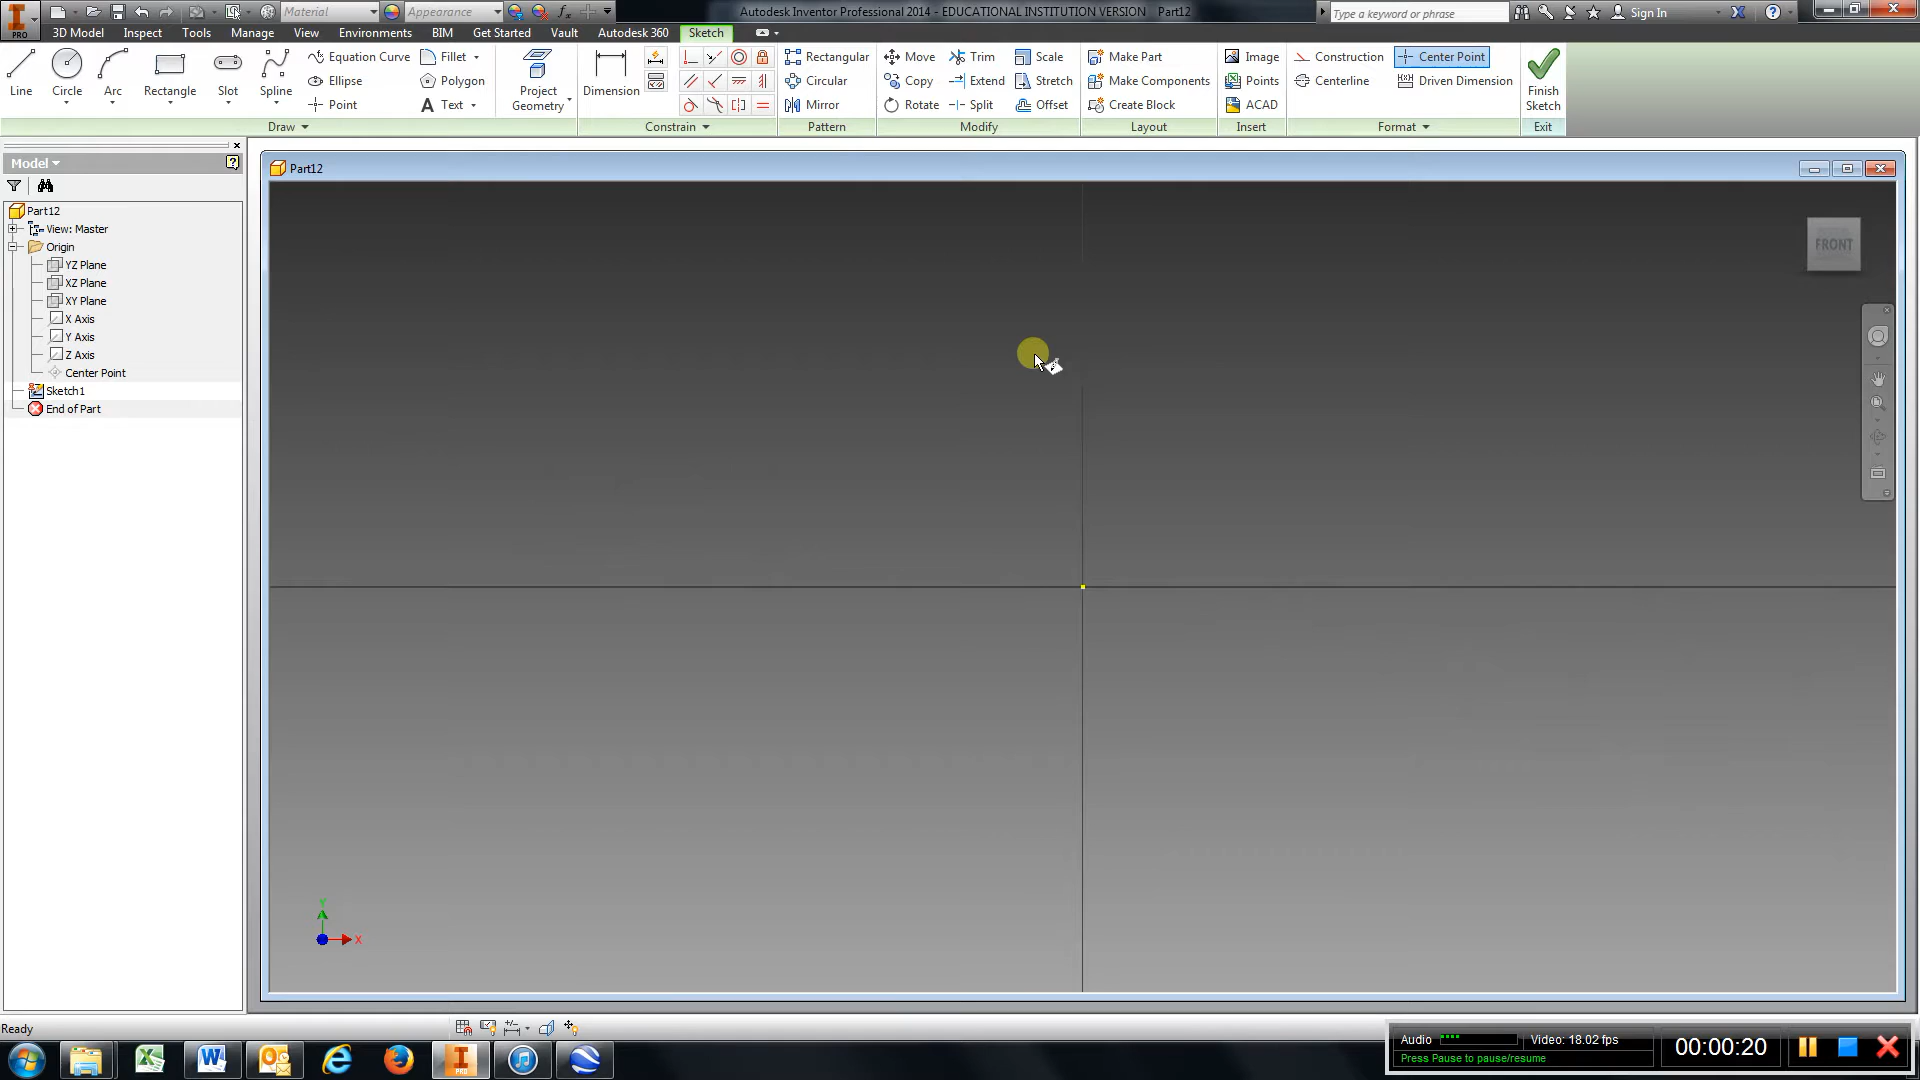 Material
Appearance
Autodesk Inventor Professional 2014 - EDUCATIONAL INSTITUTION VERSION Part12
Type a keyword or phrase
Sign In
PRO
3D Model Inspect Tools Manage View Environments BIM Get Started Vault Autodesk 360 Sketch
Line
Circle
Arc
Rectangle
Slot
Spline
Equation Curve
Ellipse
Point
Fillet
Polygon
Text
Project Geometry
Dimension
Rectangular
Circular
Mirror
Move
Copy
Rotate
Trim
Extend
Split
Scale
Stretch
Offset
Make Part
Make Components
Create Block
Image
Points
ACAD
Construction
Centerline
Center Point
Driven Dimension
Finish Sketch
Draw Constrain Pattern Modify Layout Insert Format Exit
Model
Part12
View: Master
Origin
YZ Plane
XZ Plane
XY Plane
X Axis
Y Axis
Z Axis
Center Point
Sketch1
End of Part
Part12
FRONT
Y
X
Ready
Audio
Video: 18.02 fps
Press Pause to pause/resume
00:00:20
PRO